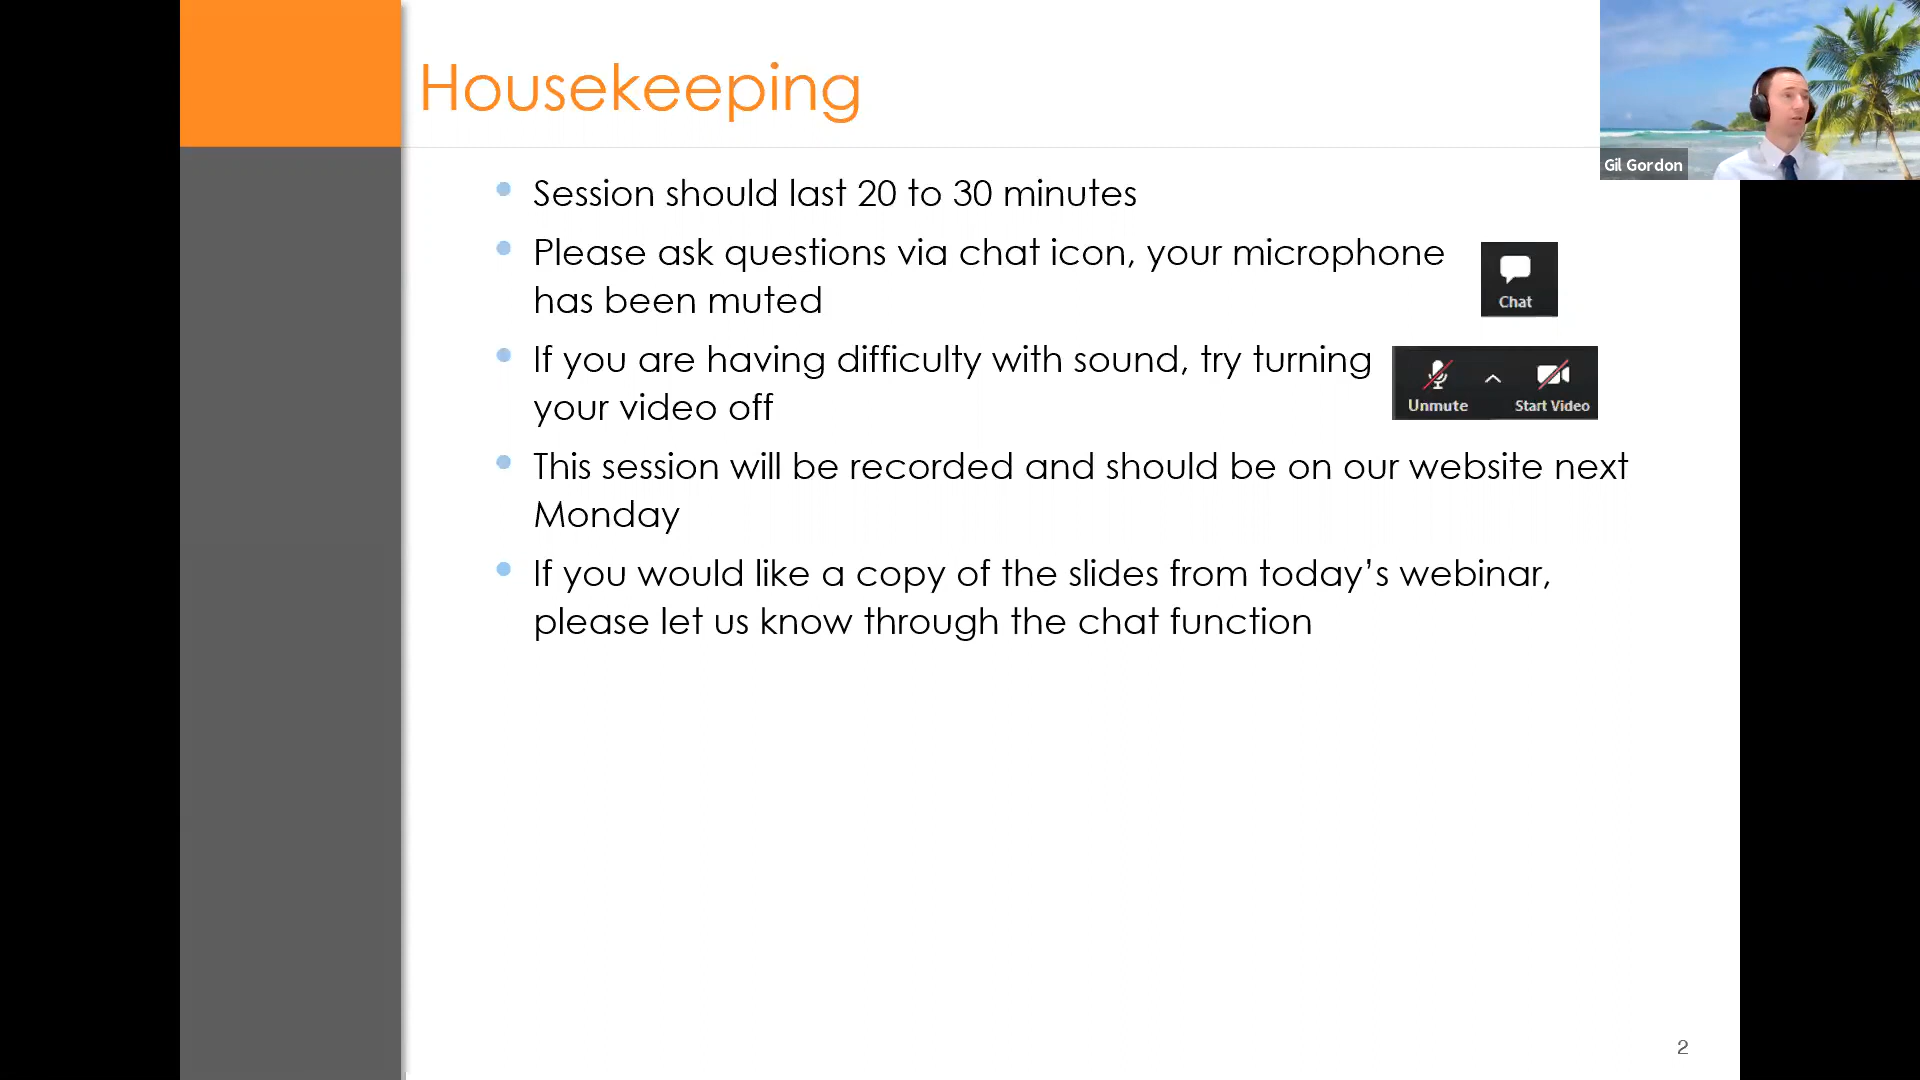 Housekeeping
Gil Gordon
Session should last 20 to 30 minutes
Please ask questions via chat icon, your microphone
has been muted
Chat
If you are having difficulty with sound, try turning
your video off
Unmute
Start Video
This session will be recorded and should be on our website next
Monday
If you would like a copy of the slides from today’s webinar,
please let us know through the chat function
2